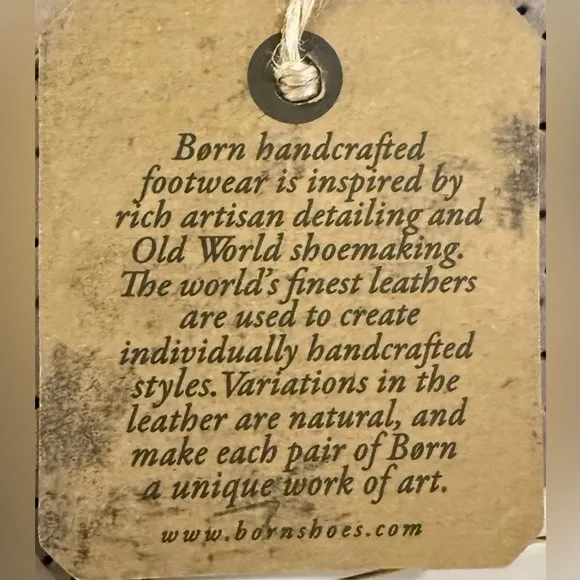 Børn handcrafted
footwear is inspired by
rich artisan detailing and
Old World shoemaking.
The world's finest leathers
are used to create
individually handcrafted
styles. Variations in the
leather are natural, and
make each pair of Børn
a unique work of art.
www.bornshoes.com